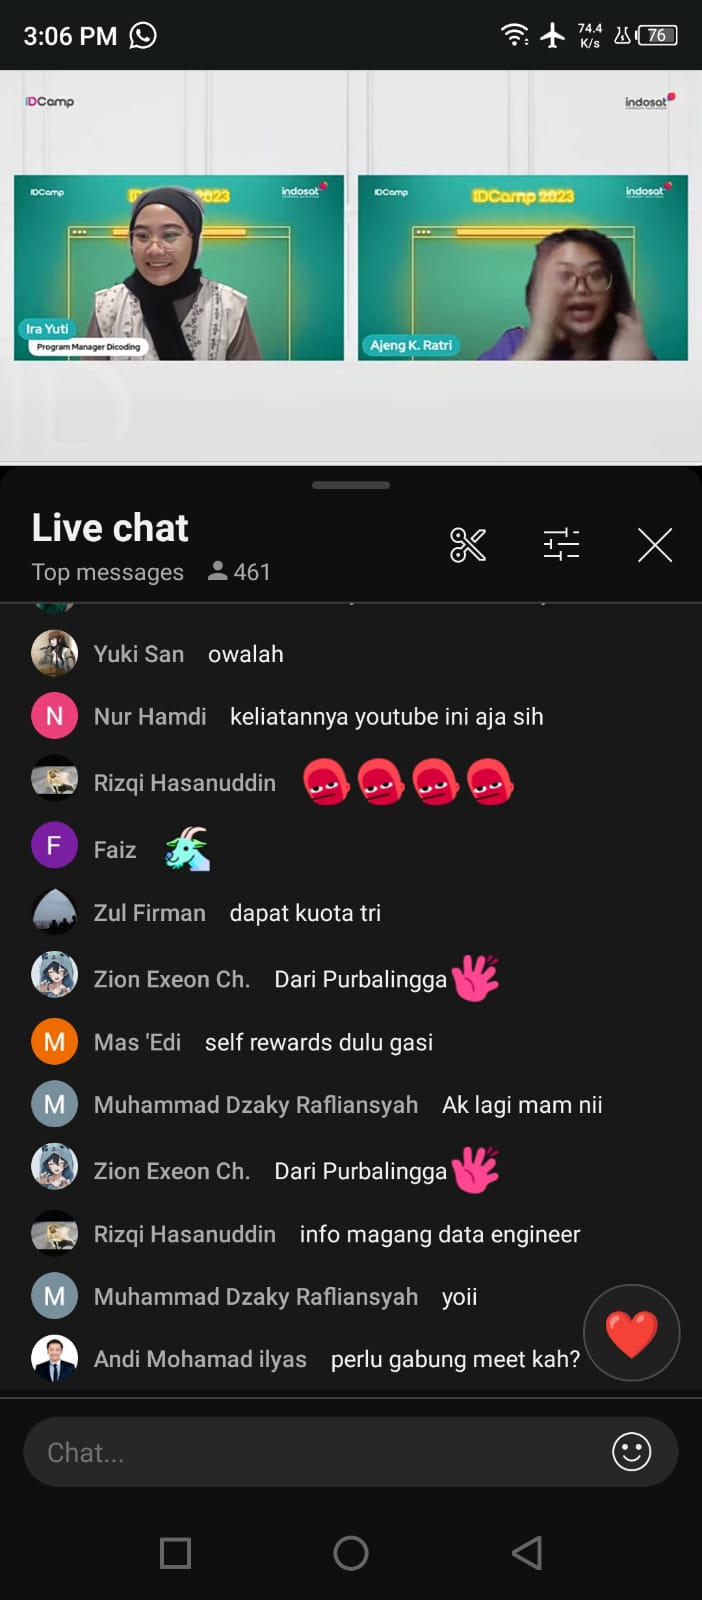 3:06 PM
74.4
K/s
76
IDCamp
indosat
IDCamp
IDCamp 2023
indosat
IDCamp
IDCamp 2023
indosat
Ira Yuti
Program Manager Dicoding
Ajeng K. Ratri
Live chat
Top messages 461
Yuki San owalah
Nur Hamdi keliatannya youtube ini aja sih
N
Rizqi Hasanuddin
F
Faiz
Zul Firman dapat kuota tri
Zion Exeon Ch. Dari Purbalingga
M
Mas 'Edi self rewards dulu gasi
M
Muhammad Dzaky Rafliansyah Ak lagi mam nii
Zion Exeon Ch. Dari Purbalingga
Rizqi Hasanuddin info magang data engineer
M
Muhammad Dzaky Rafliansyah yoii
Andi Mohamad ilyas perlu gabung meet kah?
Chat...